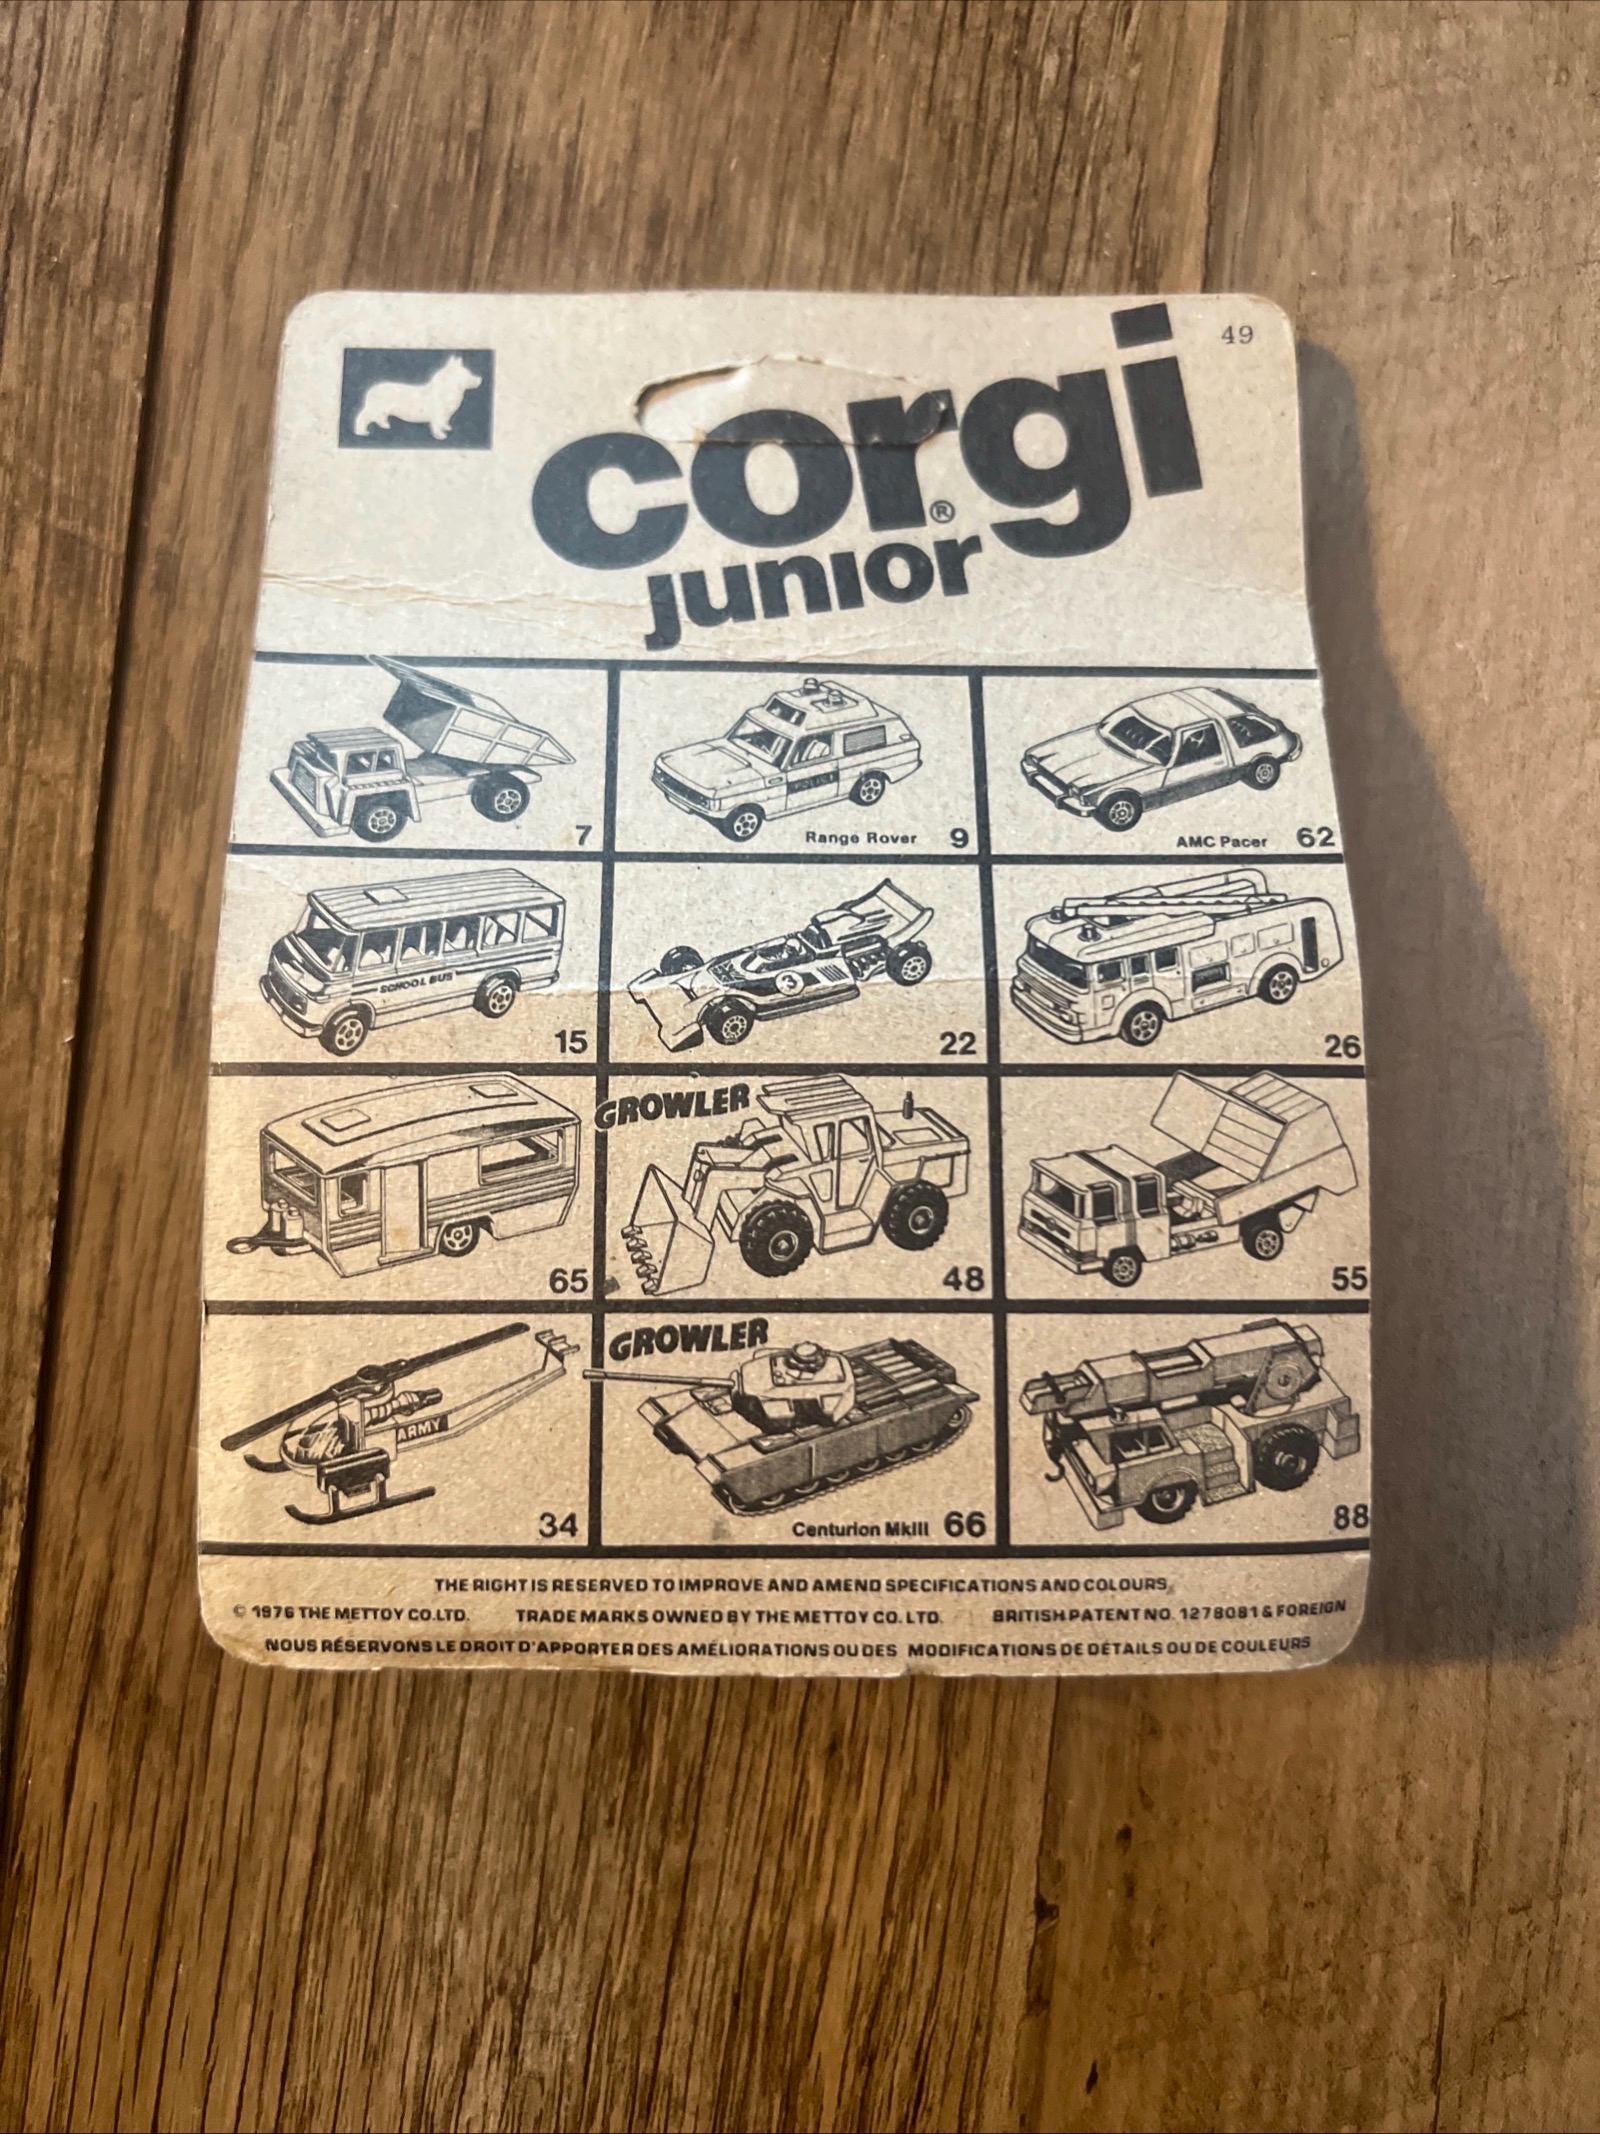 49
corgi®
junior
7
Range Rover 9
AMC Pacer 62
POLICE
SCHOOL BUS
15
3
22
26
65
GROWLER
48
55
ARMY
34
GROWLER
Centurion MkIII 66
88
THE RIGHT IS RESERVED TO IMPROVE AND AMEND SPECIFICATIONS AND COLOURS,
© 1976 THE METTOY CO. LTD. TRADE MARKS OWNED BY THE METTOY CO. LTD. BRITISH PATENT NO. 1278081 & FOREIGN
NOUS RÉSERVONS LE DROIT D'APPORTER DES AMÉLIORATIONS OU DES MODIFICATIONS DE DÉTAILS OU DE COULEURS